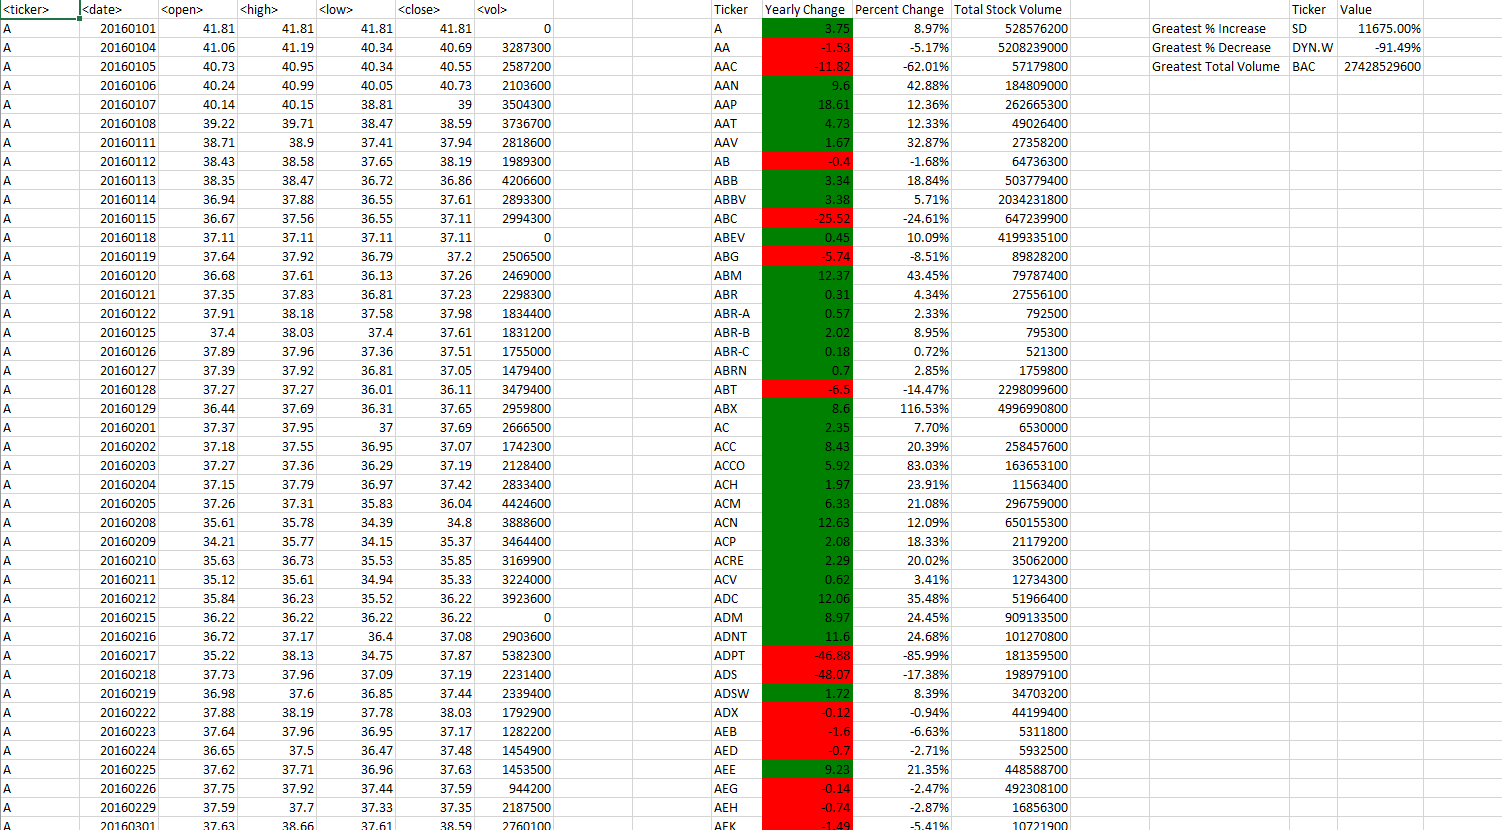 <ticker> <date> <open> <high> <low> <close> <vol> Ticker Yearly Change Percent Change Total Stock Volume Ticker Value
A 20160101 41.81 41.81 41.81 41.81 0 A 3.75 8.97% 528576200 Greatest % Increase SD 11675.00%
A 20160104 41.06 41.19 40.34 40.69 3287300 AA -1.53 -5.17% 5208239000 Greatest % Decrease DYN.W -91.49%
A 20160105 40.73 40.95 40.34 40.55 2587200 AAC -11.82 -62.01% 57179800 Greatest Total Volume BAC 27428529600
A 20160106 40.24 40.99 40.05 40.73 2103600 AAN 9.6 42.88% 184809000
A 20160107 40.14 40.15 38.81 39 3504300 AAP 18.61 12.36% 262665300
A 20160108 39.22 39.71 38.47 38.59 3736700 AAT 4.73 12.33% 49026400
A 20160111 38.71 38.9 37.41 37.94 2818600 AAV 1.67 32.87% 27358200
A 20160112 38.43 38.58 37.65 38.19 1989300 AB -0.4 -1.68% 64736300
A 20160113 38.35 38.47 36.72 36.86 4206600 ABB 3.34 18.84% 503779400
A 20160114 36.94 37.88 36.55 37.61 2893300 ABBV 3.38 5.71% 2034231800
A 20160115 36.67 37.56 36.55 37.11 2994300 ABC -25.52 -24.61% 647239900
A 20160118 37.11 37.11 37.11 37.11 0 ABEV 0.45 10.09% 4199335100
A 20160119 37.64 37.92 36.79 37.2 2506500 ABG -5.74 -8.51% 89828200
A 20160120 36.68 37.61 36.13 37.26 2469000 ABM 12.37 43.45% 79787400
A 20160121 37.35 37.83 36.81 37.23 2298300 ABR 0.31 4.34% 27556100
A 20160122 37.91 38.18 37.58 37.98 1834400 ABR-A 0.57 2.33% 792500
A 20160125 37.4 38.03 37.4 37.61 1831200 ABR-B 2.02 8.95% 795300
A 20160126 37.89 37.96 37.36 37.51 1755000 ABR-C 0.18 0.72% 521300
A 20160127 37.39 37.92 36.81 37.05 1479400 ABRN 0.7 2.85% 1759800
A 20160128 37.27 37.27 36.01 36.11 3479400 ABT -6.5 -14.47% 2298099600
A 20160129 36.44 37.69 36.31 37.65 2959800 ABX 8.6 116.53% 4996990800
A 20160201 37.37 37.95 37 37.69 2666500 AC 2.35 7.70% 6530000
A 20160202 37.18 37.55 36.95 37.07 1742300 ACC 8.43 20.39% 258457600
A 20160203 37.27 37.36 36.29 37.19 2128400 ACCO 5.92 83.03% 163653100
A 20160204 37.15 37.79 36.97 37.42 2833400 ACH 1.97 23.91% 11563400
A 20160205 37.26 37.31 35.83 36.04 4424600 ACM 6.33 21.08% 296759000
A 20160208 35.61 35.78 34.39 34.8 3888600 ACN 12.63 12.09% 650155300
A 20160209 34.21 35.77 34.15 35.37 3464400 ACP 2.08 18.33% 21179200
A 20160210 35.63 36.73 35.53 35.85 3169900 ACRE 2.29 20.02% 35062000
A 20160211 35.12 35.61 34.94 35.33 3224000 ACV 0.62 3.41% 12734300
A 20160212 35.84 36.23 35.52 36.22 3923600 ADC 12.06 35.48% 51966400
A 20160215 36.22 36.22 36.22 36.22 0 ADM 8.97 24.45% 909133500
A 20160216 36.72 37.17 36.4 37.08 2903600 ADNT 11.6 24.68% 101270800
A 20160217 35.22 38.13 34.75 37.87 5382300 ADPT -46.88 -85.99% 181359500
A 20160218 37.73 37.96 37.09 37.19 2231400 ADS -48.07 -17.38% 198979100
A 20160219 36.98 37.6 36.85 37.44 2339400 ADSW 1.72 8.39% 34703200
A 20160222 37.88 38.19 37.78 38.03 1792900 ADX -0.12 -0.94% 44199400
A 20160223 37.64 37.96 36.95 37.17 1282200 AEB -1.6 -6.63% 5311800
A 20160224 36.65 37.5 36.47 37.48 1454900 AED -0.7 -2.71% 5932500
A 20160225 37.62 37.71 36.96 37.63 1453500 AEE 9.23 21.35% 448588700
A 20160226 37.75 37.92 37.44 37.59 944200 AEG -0.14 -2.47% 492308100
A 20160229 37.59 37.7 37.33 37.35 2187500 AEH -0.74 -2.87% 16856300
A 20160301 37.63 38.66 37.61 38.59 2760100 AEK -1.49 -5.41% 10721900